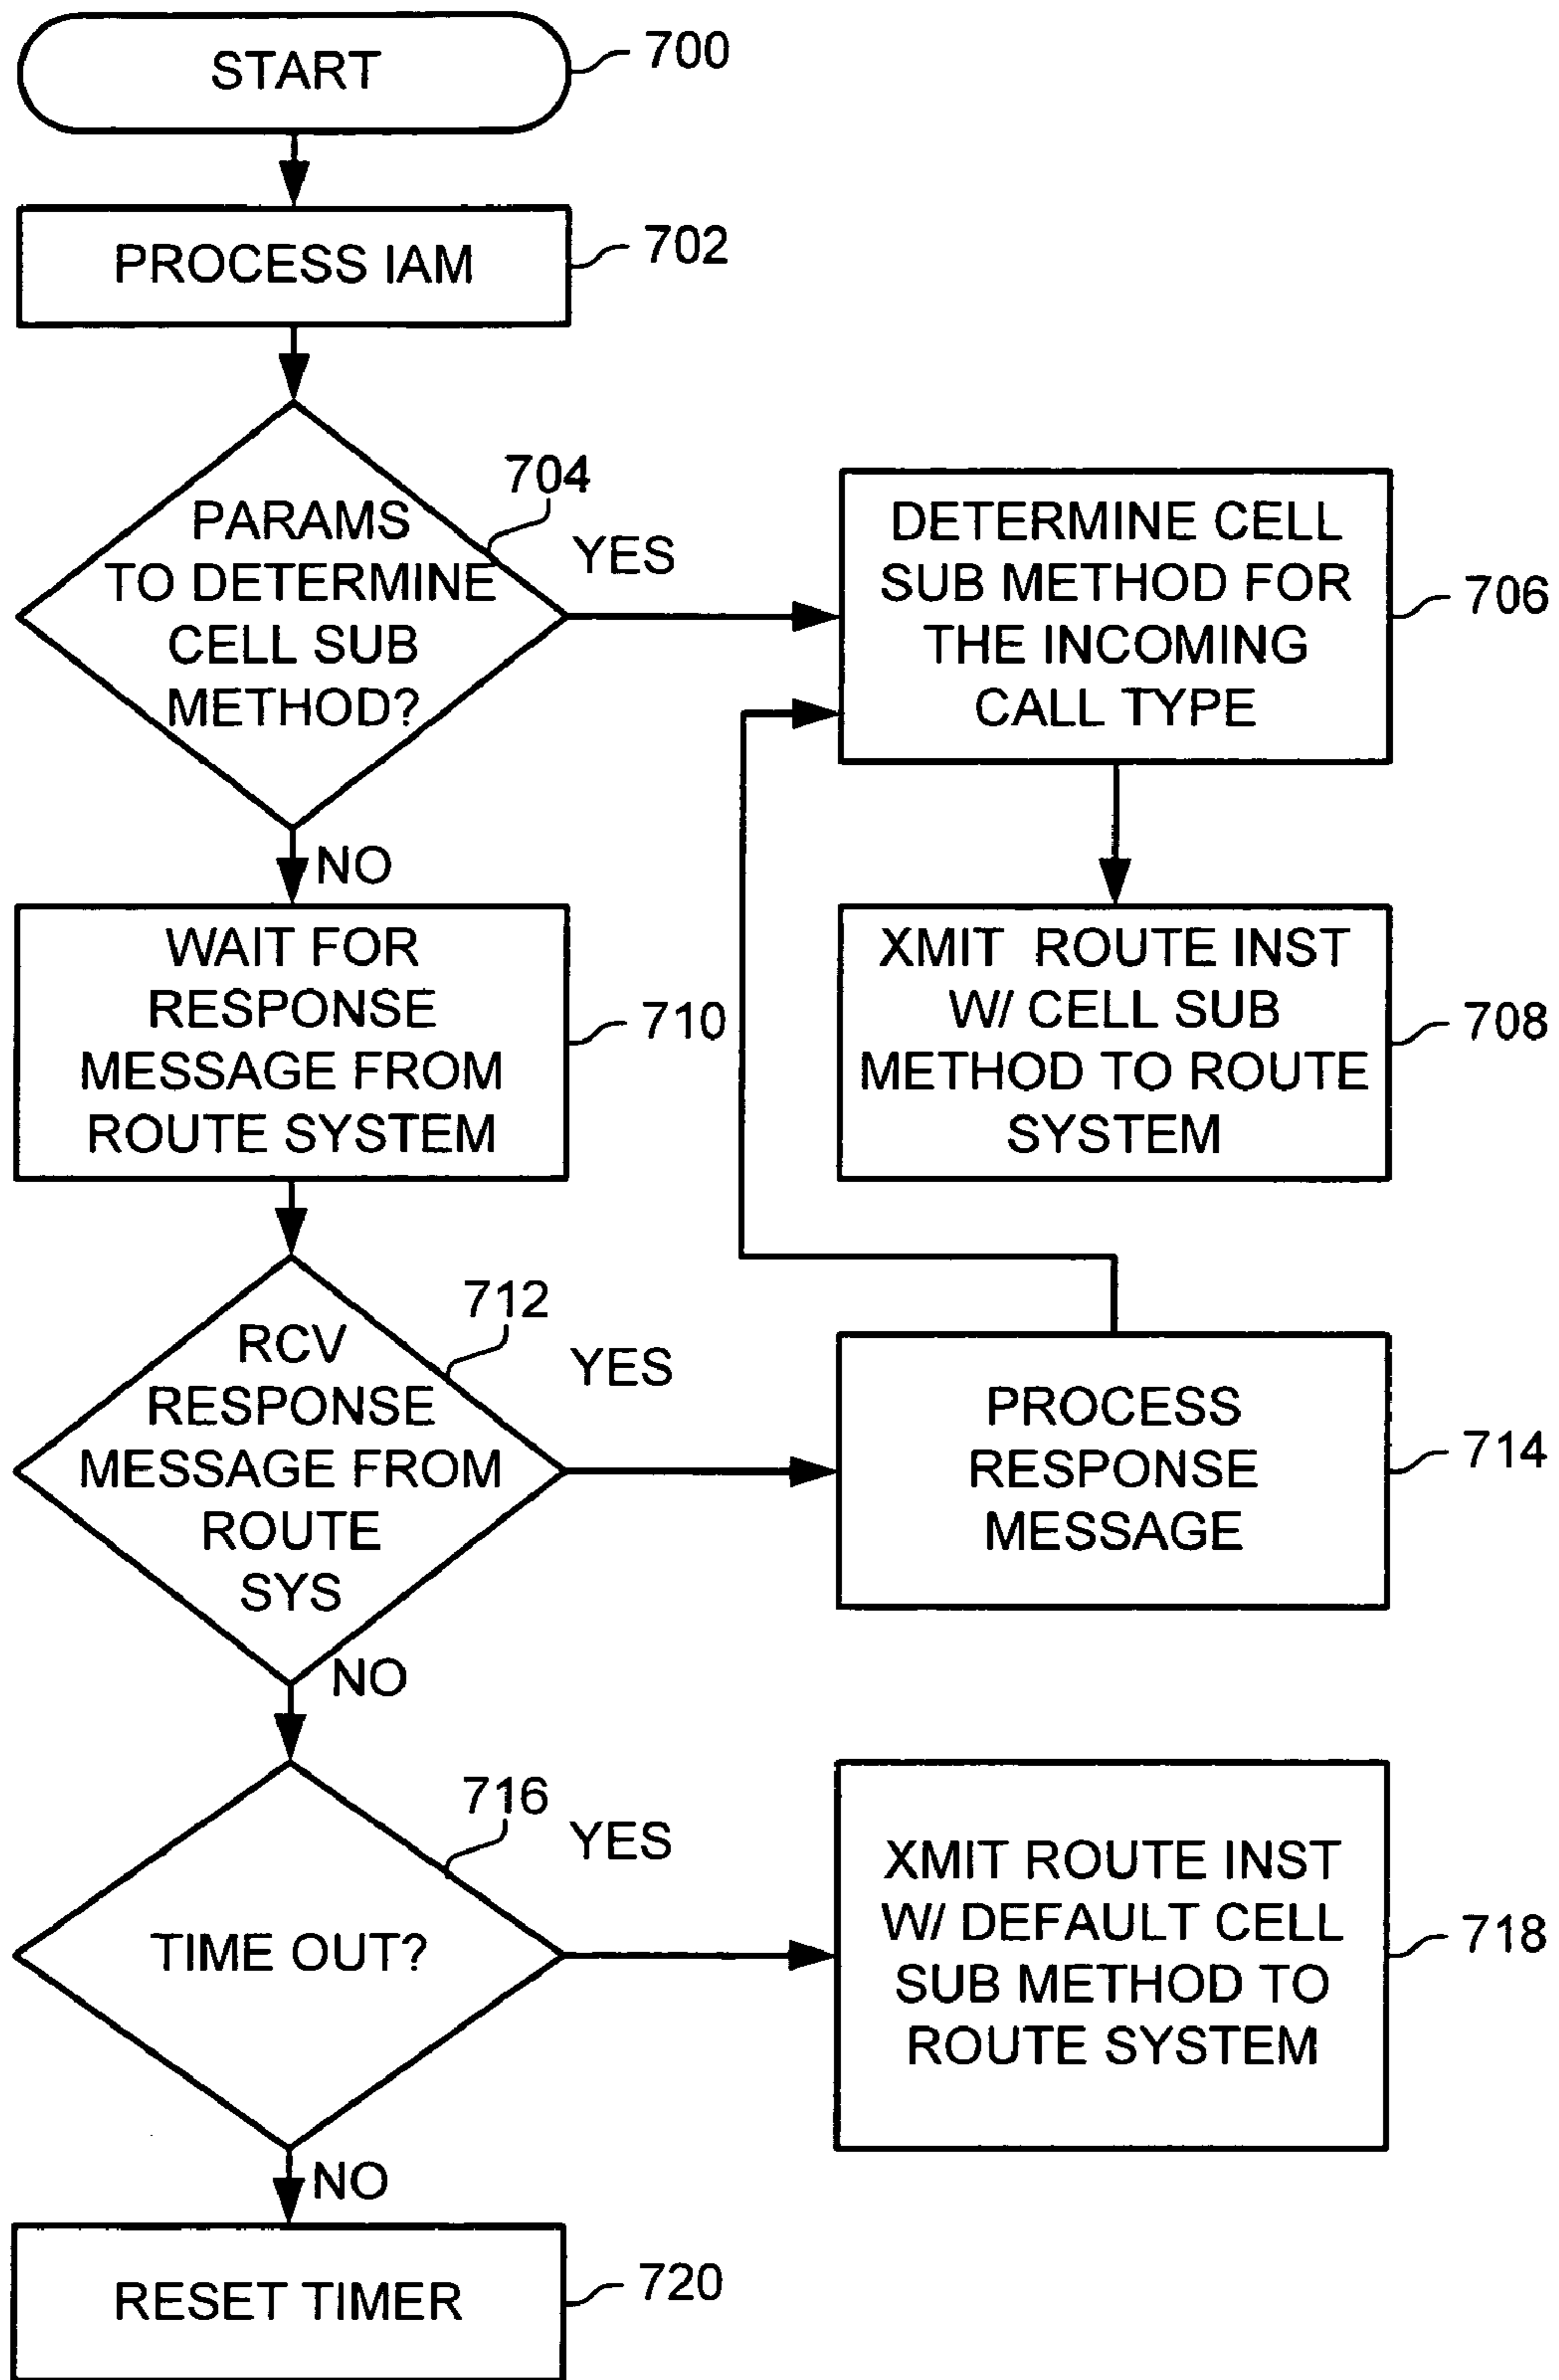 START
700
PROCESS IAM
702
PARAMS
TO DETERMINE
CELL SUB
METHOD?
704
YES
DETERMINE CELL
SUB METHOD FOR
THE INCOMING
CALL TYPE
706
NO
WAIT FOR
RESPONSE
MESSAGE FROM
ROUTE SYSTEM
710
XMIT ROUTE INST
W/ CELL SUB
METHOD TO ROUTE
SYSTEM
708
RCV
RESPONSE
MESSAGE FROM
ROUTE
SYS
712
YES
PROCESS
RESPONSE
MESSAGE
714
NO
TIME OUT?
716
YES
XMIT ROUTE INST
W/ DEFAULT CELL
SUB METHOD TO
ROUTE SYSTEM
718
NO
RESET TIMER
720